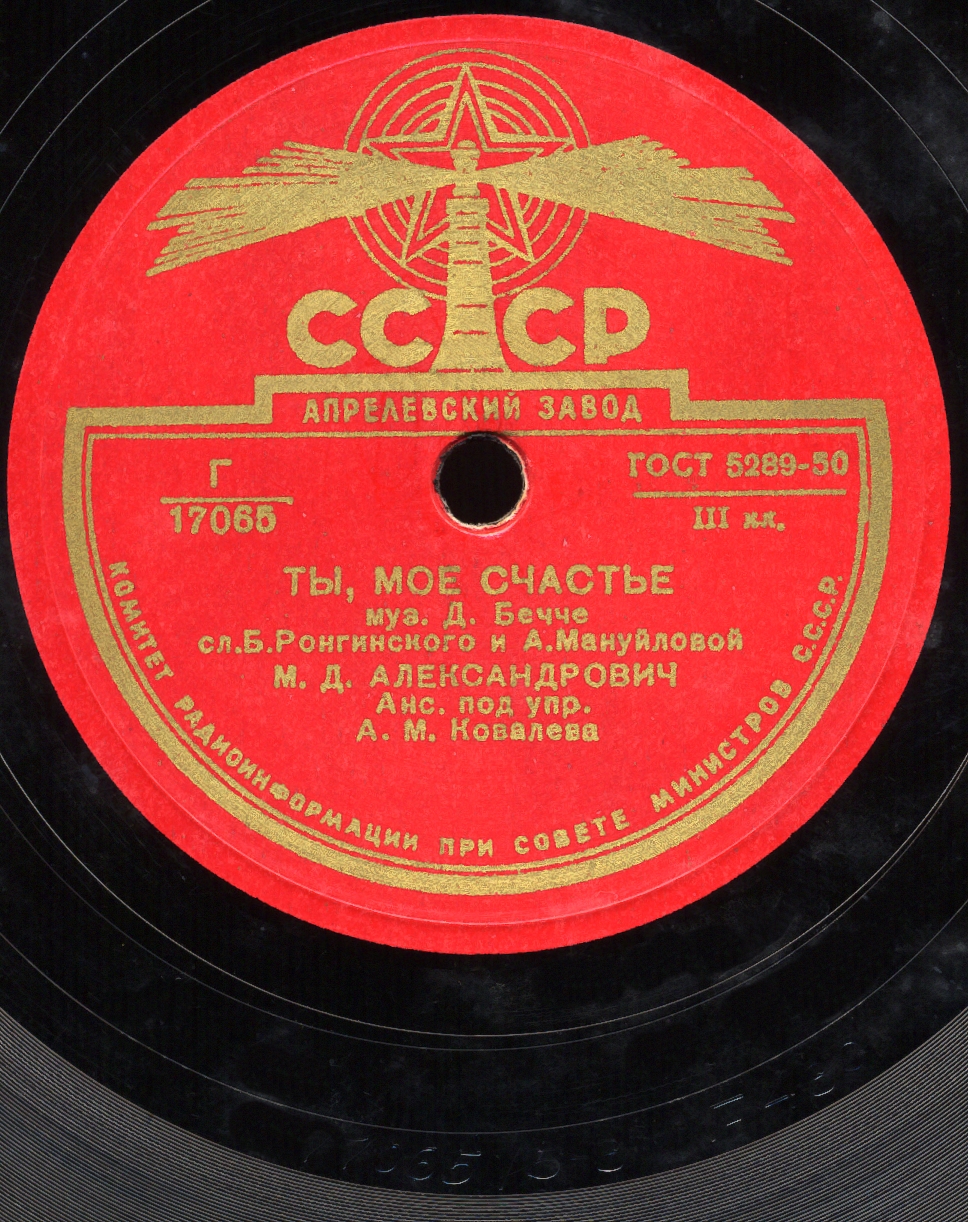 СССР
АПРЕЛЕВСКИЙ ЗАВОД
Г
17065
ГОСТ 5289-50
III кл.
ТЫ, МОЕ СЧАСТЬЕ
муз. Д. Бечче
сл.Б.Ронгинского и А.Мануйловой
М. Д. АЛЕКСАНДРОВИЧ
Анс. под упр.
А. М. Ковалева
КОМИТЕТ РАДИОИНФОРМАЦИИ ПРИ СОВЕТЕ МИНИСТРОВ С.С.С.Р.